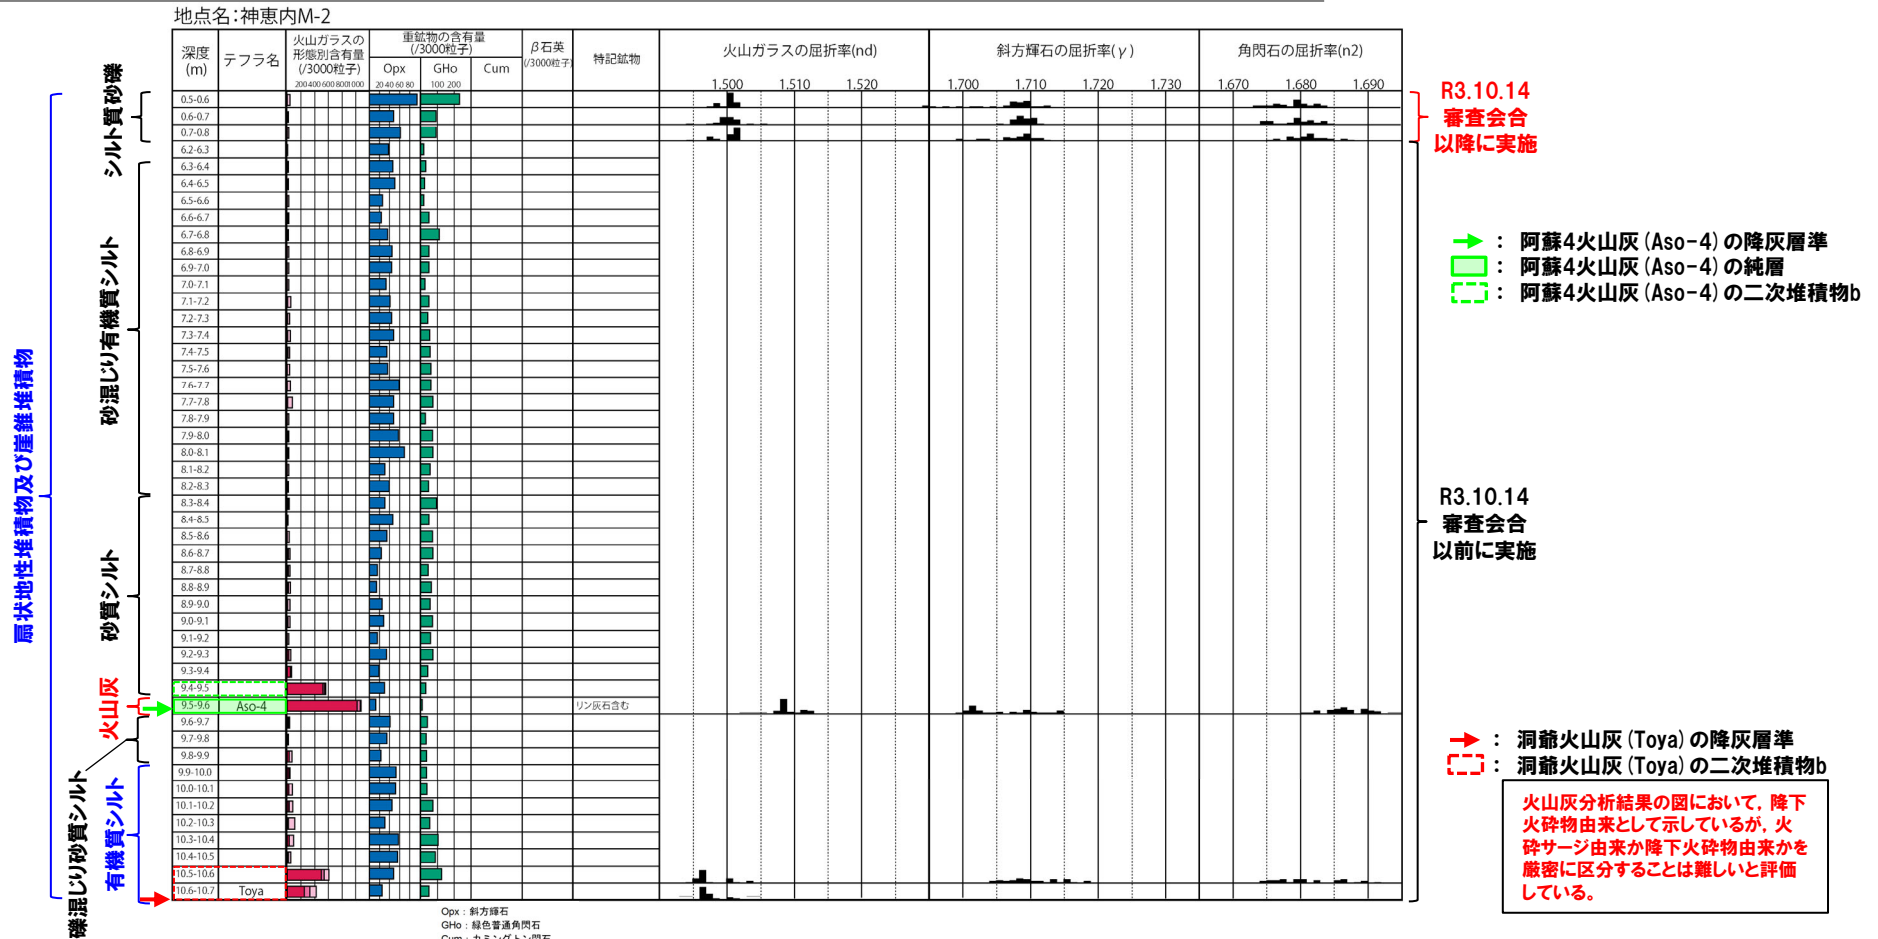 地点名:神恵内M-2
深度
(m)
テフラ名
火山ガラスの
形態別含有量
(/3000粒子)
200 400 600 800 1000
重鉱物の含有量
(/3000粒子)
Opx
GHo
Cum
20 40 60 80
100 200
β石英
(/3000粒子)
特記鉱物
火山ガラスの屈折率(nd)
1,500 1,510 1,520
斜方輝石の屈折率(γ)
1,700 1,710 1,720 1,730
角閃石の屈折率(n2)
1,670 1,680 1,690
0.5-0.6
0.6-0.7
0.7-0.8
6.2-6.3
6.3-6.4
6.4-6.5
6.5-6.6
6.6-6.7
6.7-6.8
6.8-6.9
6.9-7.0
7.0-7.1
7.1-7.2
7.2-7.3
7.3-7.4
7.4-7.5
7.5-7.6
7.6-7.7
7.7-7.8
7.8-7.9
7.9-8.0
8.0-8.1
8.1-8.2
8.2-8.3
8.3-8.4
8.4-8.5
8.5-8.6
8.6-8.7
8.7-8.8
8.8-8.9
8.9-9.0
9.0-9.1
9.1-9.2
9.2-9.3
9.3-9.4
9.4-9.5
9.5-9.6 Aso-4 リン灰石含む
9.6-9.7
9.7-9.8
9.8-9.9
9.9-10.0
10.0-10.1
10.1-10.2
10.2-10.3
10.3-10.4
10.4-10.5
10.5-10.6
10.6-10.7 Toya
扇状地性堆積物及び崖錐堆積物
シルト質砂礫
砂混じり有機質シルト
砂質シルト
火山灰
礫混じり砂質シルト
有機質シルト
Opx : 斜方輝石
GHo : 緑色普通角閃石
Cum : カミングトン閃石
R3.10.14
審査会合
以降に実施
: 阿蘇4火山灰(Aso-4)の降灰層準
: 阿蘇4火山灰(Aso-4)の純層
: 阿蘇4火山灰(Aso-4)の二次堆積物b
R3.10.14
審査会合
以前に実施
: 洞爺火山灰(Toya)の降灰層準
: 洞爺火山灰(Toya)の二次堆積物b
火山灰分析結果の図において，降下
火砕物由来として示しているが，火
砕サージ由来か降下火砕物由来かを
厳密に区分することは難しいと評価
している。